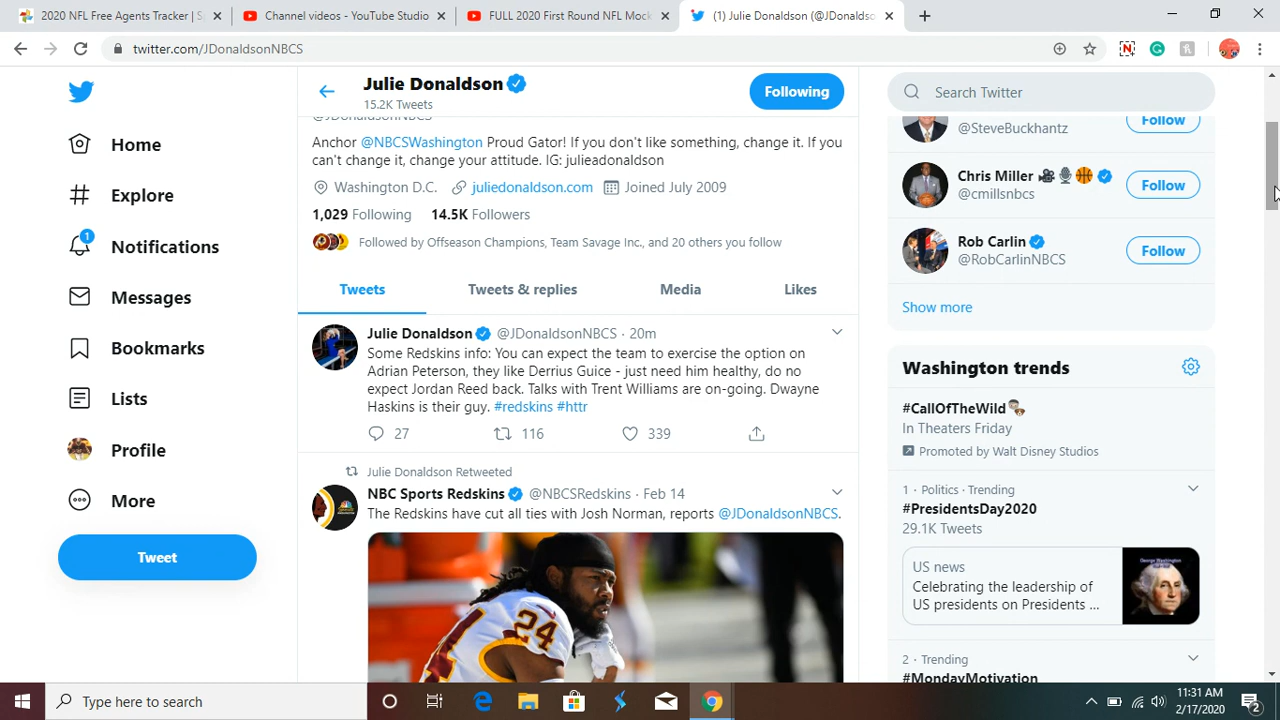 2020 NFL Free Agents Tracker | S
Channel videos - YouTube Studio
FULL 2020 First Round NFL Mock
(1) Julie Donaldson (@JDonaldso
twitter.com/JDonaldsonNBCS
Home
Explore
1
Notifications
Messages
Bookmarks
Lists
Profile
More
Tweet
Julie Donaldson
15.2K Tweets
Following
@JDonaldsonNBCS
Anchor @NBCSWashington Proud Gator! If you don't like something, change it. If you
can't change it, change your attitude. IG: julieadonaldson
Washington D.C. juliedonaldson.com Joined July 2009
1,029 Following 14.5K Followers
Followed by Offseason Champions, Team Savage Inc., and 20 others you follow
Tweets Tweets & replies Media Likes
Julie Donaldson @JDonaldsonNBCS · 20m
Some Redskins info: You can expect the team to exercise the option on
Adrian Peterson, they like Derrius Guice - just need him healthy, do no
expect Jordan Reed back. Talks with Trent Williams are on-going. Dwayne
Haskins is their guy. #redskins #httr
27 116 339
Julie Donaldson Retweeted
NBC Sports Redskins @NBCSRedskins · Feb 14
The Redskins have cut all ties with Josh Norman, reports @JDonaldsonNBCS.
24
Search Twitter
@SteveBuckhantz
Follow
Chris Miller
@cmillsnbcs
Follow
Rob Carlin
@RobCarlinNBCS
Follow
Show more
Washington trends
#CallOfTheWild
In Theaters Friday
Promoted by Walt Disney Studios
1 · Politics · Trending
#PresidentsDay2020
29.1K Tweets
US news
Celebrating the leadership of
US presidents on Presidents ...
George Washington
2 · Trending
#MondayMotivation
Type here to search
11:31 AM
2/17/2020
2